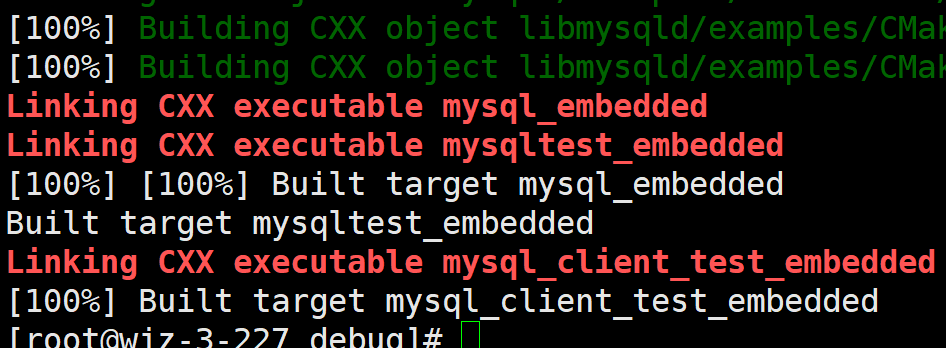 [100%] Building CXX object libmysqld/examples/CMak
[100%] Building CXX object libmysqld/examples/CMak
Linking CXX executable mysql_embedded
Linking CXX executable mysqltest_embedded
[100%] [100%] Built target mysql_embedded
Built target mysqltest_embedded
Linking CXX executable mysql_client_test_embedded
[100%] Built target mysql_client_test_embedded
[root@wiz-3-227 debug]#